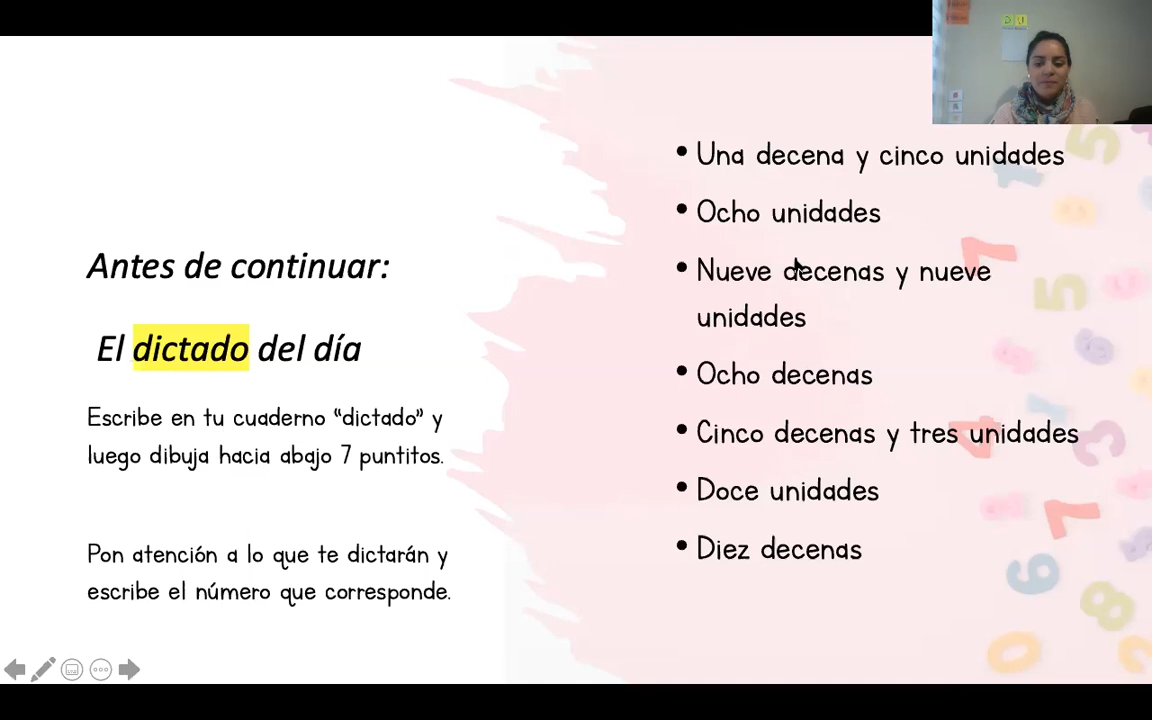 Antes de continuar:
El dictado del día
Escribe en tu cuaderno “dictado” y
luego dibuja hacia abajo 7 puntitos.
Pon atención a lo que te dictarán y
escribe el número que corresponde.
• Una decena y cinco unidades
• Ocho unidades
• Nueve decenas y nueve
unidades
• Ocho decenas
• Cinco decenas y tres unidades
• Doce unidades
• Diez decenas